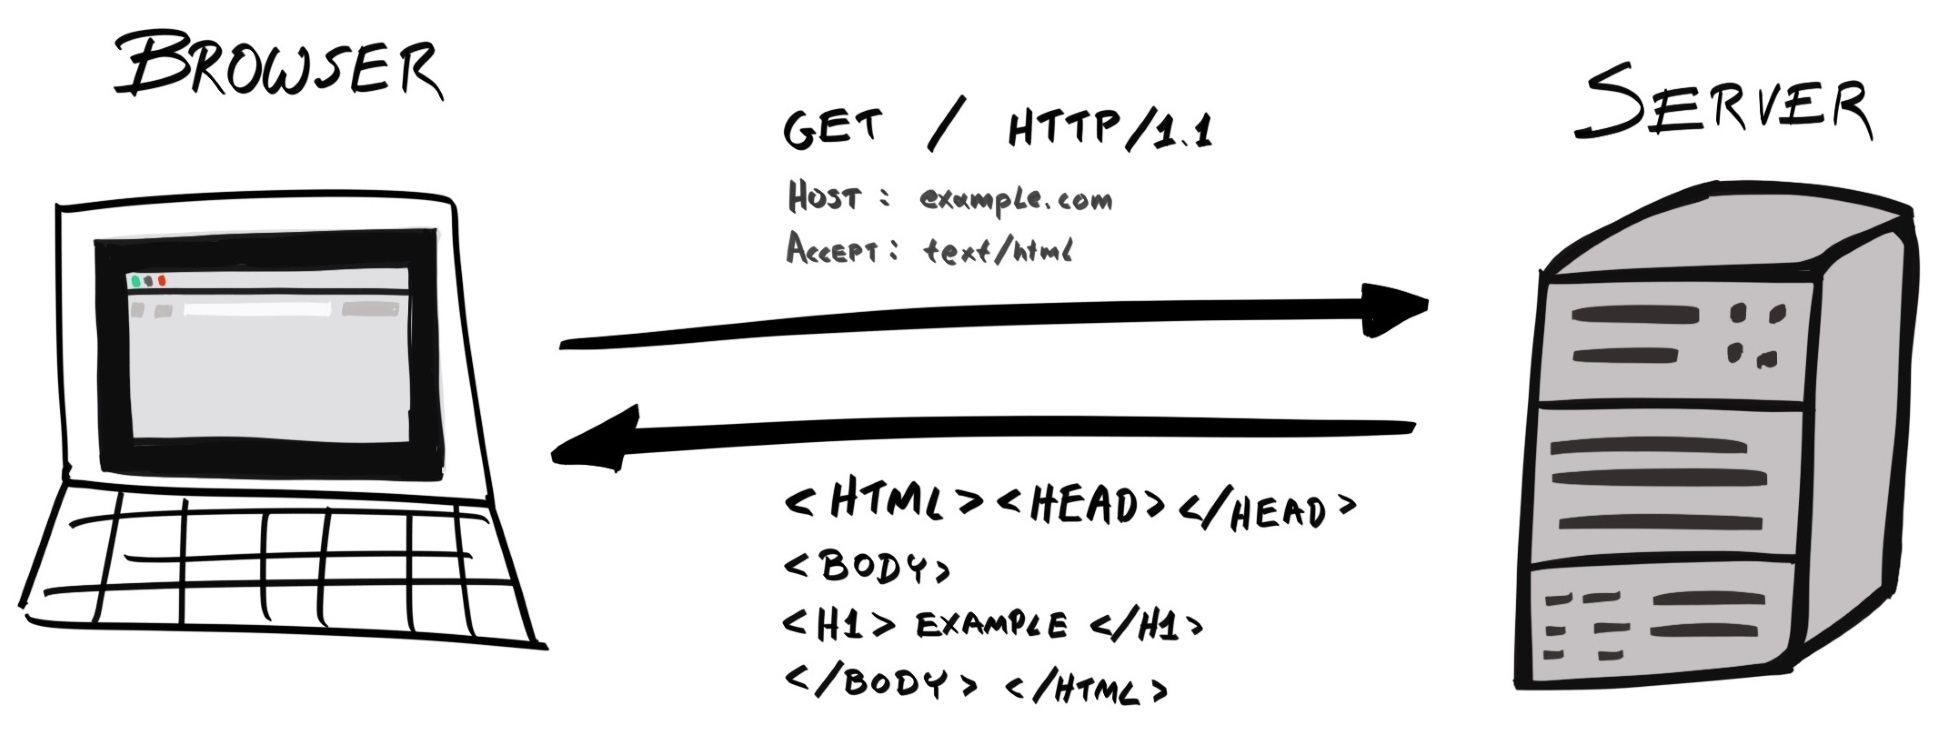 BROWSER
SERVER
GET / HTTP/1.1
HOST : example.com
ACCEPT : text/html
<HTML><HEAD></HEAD>
<BODY>
<H1> EXAMPLE </H1>
</BODY> </HTML>